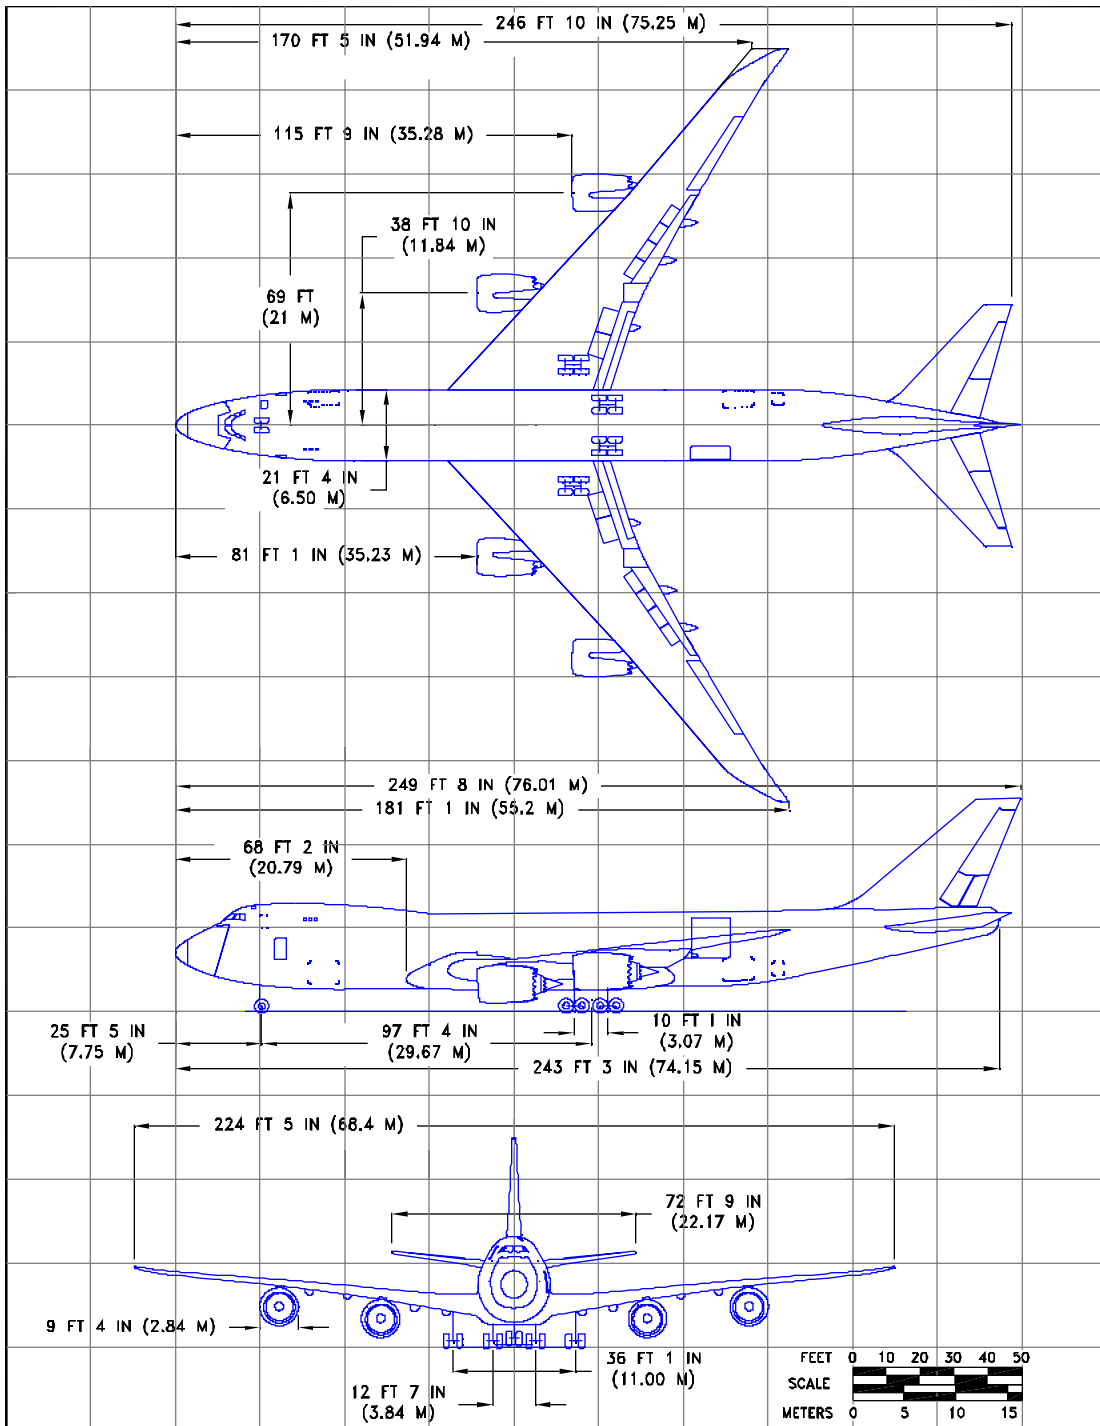 246 FT 10 IN (75.25 M)
170 FT 5 IN (51.94 M)
115 FT 9 IN (35.28 M)
38 FT 10 IN
(11.84 M)
69 FT
(21 M)
21 FT 4 IN
(6.50 M)
81 FT 1 IN (35.23 M)
249 FT 8 IN (76.01 M)
181 FT 1 IN (55.2 M)
68 FT 2 IN
(20.79 M)
25 FT 5 IN
(7.75 M)
97 FT 4 IN
(29.67 M)
10 FT 1 IN
(3.07 M)
243 FT 3 IN (74.15 M)
224 FT 5 IN (68.4 M)
72 FT 9 IN
(22.17 M)
9 FT 4 IN (2.84 M)
36 FT 1 IN
(11.00 M)
12 FT 7 IN
(3.84 M)
FEET 0 10 20 30 40 50
SCALE
METERS 0 5 10 15